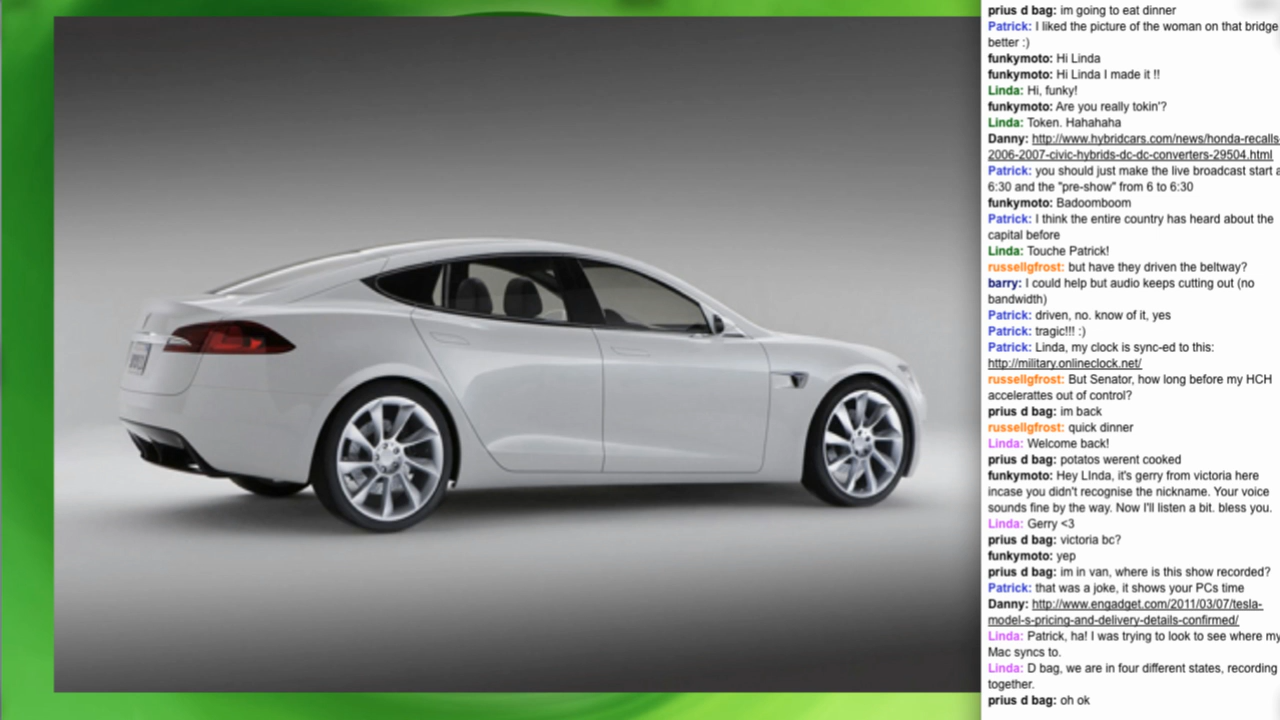 prius d bag: im going to eat dinner
Patrick: I liked the picture of the woman on that bridge
better :)
funkymoto: Hi Linda
funkymoto: Hi Linda I made it !!
Linda: Hi, funky!
funkymoto: Are you really tokin'?
Linda: Token. Hahahaha
Danny: http://www.hybridcars.com/news/honda-recalls-
2006-2007-civic-hybrids-dc-dc-converters-29504.html
Patrick: you should just make the live broadcast start a
6:30 and the "pre-show" from 6 to 6:30
funkymoto: Badoomboom
Patrick: I think the entire country has heard about the
capital before
Linda: Touche Patrick!
russellgfrost: but have they driven the beltway?
barry: I could help but audio keeps cutting out (no
bandwidth)
Patrick: driven, no. know of it, yes
Patrick: tragic!!! :)
Patrick: Linda, my clock is sync-ed to this:
http://military.onlineclock.net/
russellgfrost: But Senator, how long before my HCH
accelerattes out of control?
prius d bag: im back
russellgfrost: quick dinner
Linda: Welcome back!
prius d bag: potatos werent cooked
funkymoto: Hey LInda, it's gerry from victoria here
incase you didn't recognise the nickname. Your voice
sounds fine by the way. Now I'll listen a bit. bless you.
Linda: Gerry <3
prius d bag: victoria bc?
funkymoto: yep
prius d bag: im in van, where is this show recorded?
Patrick: that was a joke, it shows your PCs time
Danny: http://www.engadget.com/2011/03/07/tesla-
model-s-pricing-and-delivery-details-confirmed/
Linda: Patrick, ha! I was trying to look to see where my
Mac syncs to.
Linda: D bag, we are in four different states, recording
together.
prius d bag: oh ok